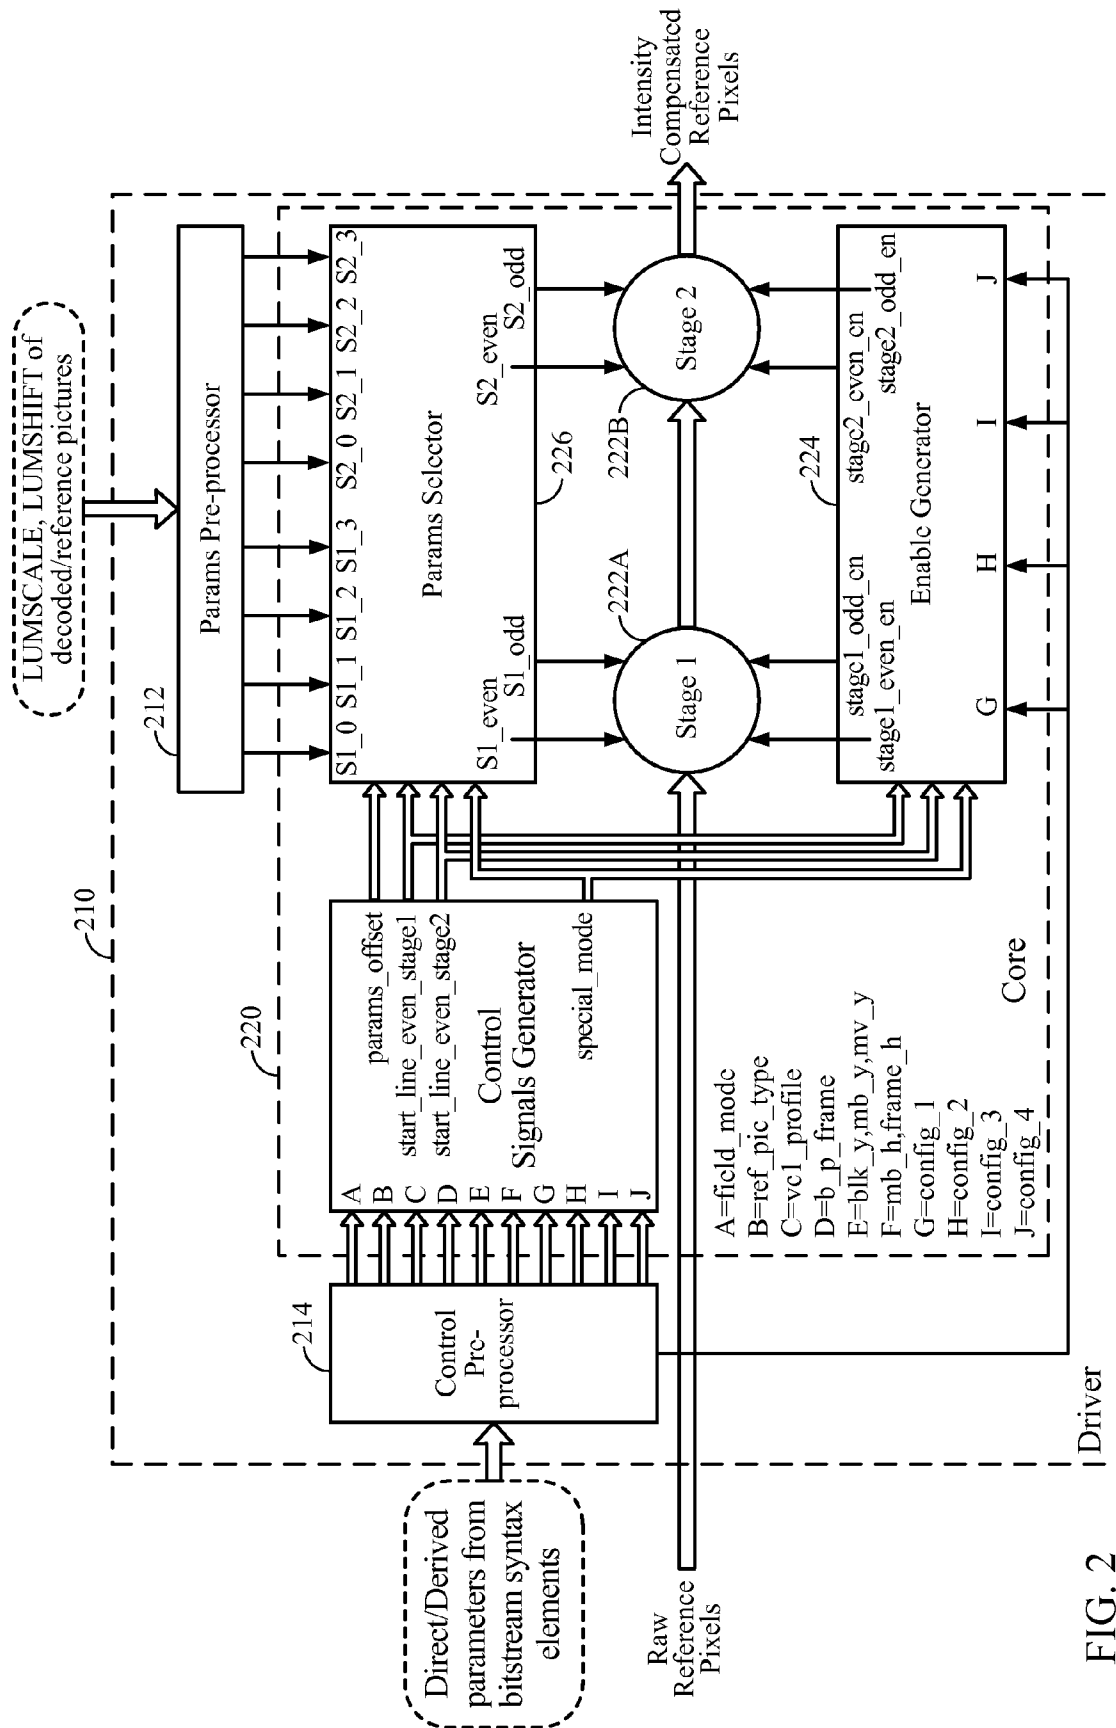 LUMSCALE, LUMSHIFT of
decoded/reference pictures
210
212
Params Pre-processor
220
S1_0 S1_1 S1_2 S1_3 S2_0 S2_1 S2_2 S2_3
Params Selector
S1_even
S1_odd
S2_even
S2_odd
226
214
Control
Pre-
processor
Direct/Derived
parameters from
bitstream syntax
elements
A
B
C
D
E
F
G
H
I
J
params_offset
start_line_even_stage1
start_line_even_stage2
Control
Signals Generator
special_mode
Raw
Reference
Pixels
Stage 1
222A
Stage 2
222B
Intensity
Compensated
Reference
Pixels
224
stage1_odd_en
stage1_even_en
stage2_even_en
stage2_odd_en
Enable Generator
G H I J
A=field_mode
B=ref_pic_type
C=vc1_profile
D=b_p_frame
E=blk_y,mb_y,mv_y
F=mb_h,frame_h
G=config_1
H=config_2
I=config_3
J=config_4
Core
Driver
FIG. 2